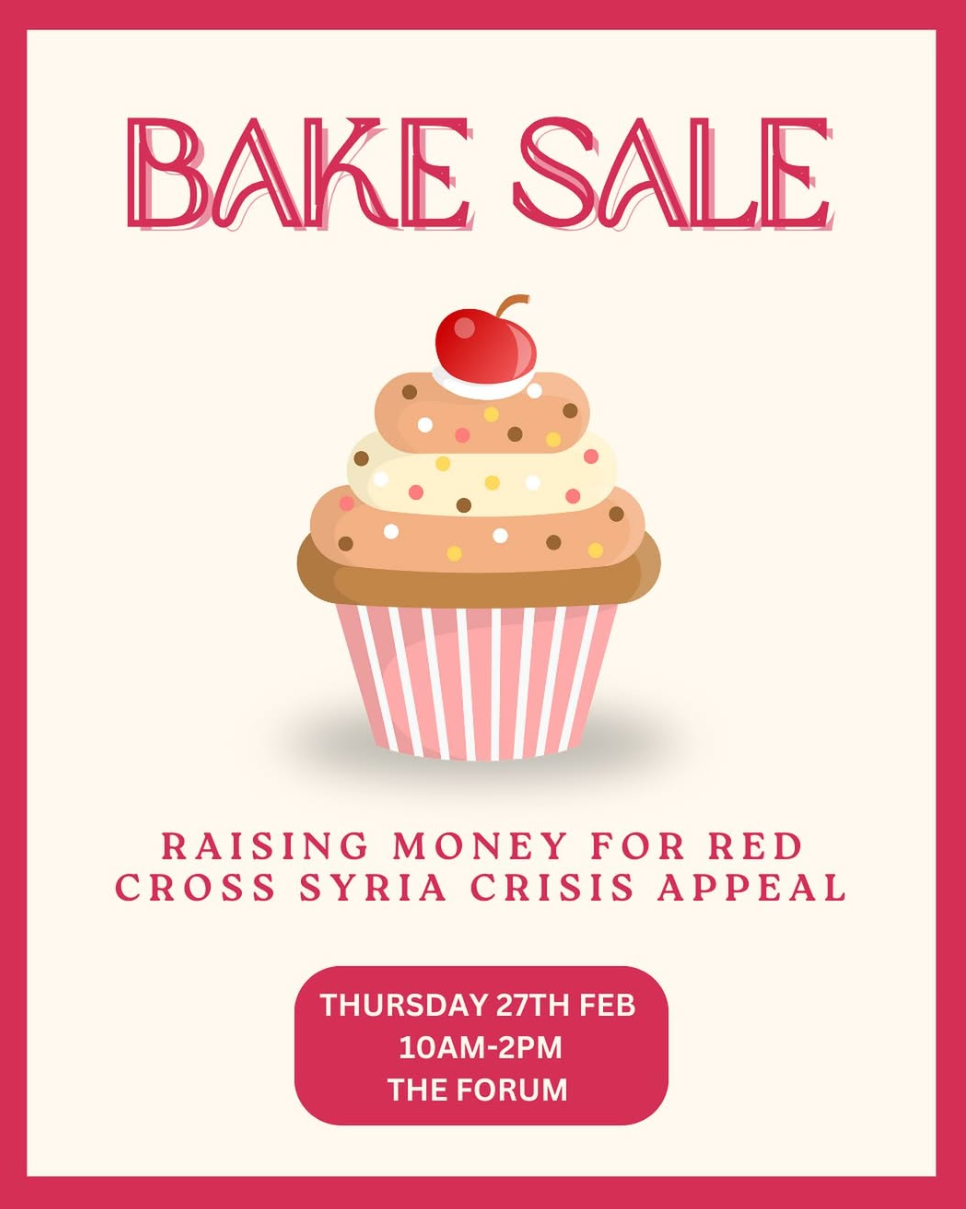 BAKE SALE
RAISING MONEY FOR RED
CROSS SYRIA CRISIS APPEAL
THURSDAY 27TH FEB
10AM-2PM
THE FORUM